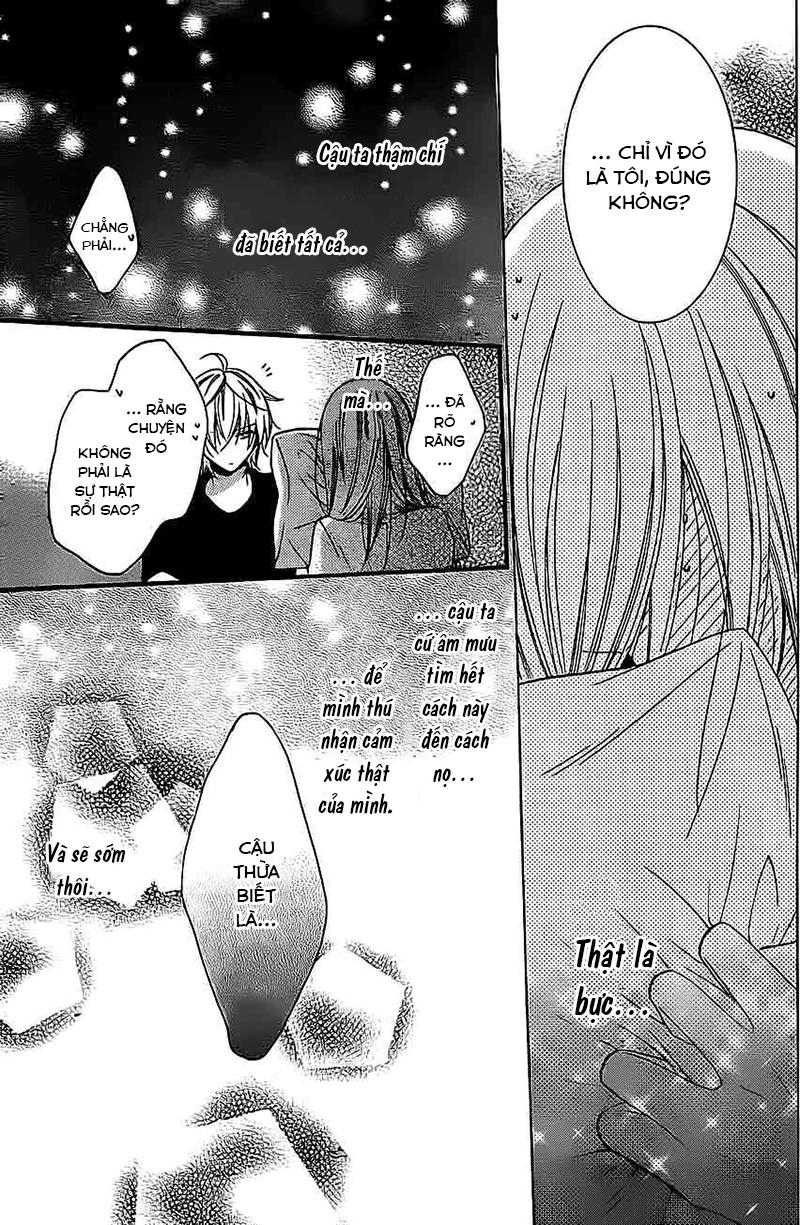 ... CHỈ VÌ ĐÓ
LÀ TÔI, ĐÚNG
KHÔNG?
Thật là
bực...
Cậu ta thậm chí
đã biết tất cả...
CHẲNG
PHẢI...
... ĐÃ
RÕ
RÀNG
...
Thế
mà...
... RẰNG
CHUYỆN
ĐÓ
KHÔNG
PHẢI LÀ
SỰ THẬT
RỒI SAO?
... cậu ta
cứ âm mưu
tìm hết
cách này
đến cách
nọ...
... để
mình thú
nhận cảm
xúc thật
của mình.
CẬU
THỪA
BIẾT
LÀ...
Và sẽ sớm
thôi...